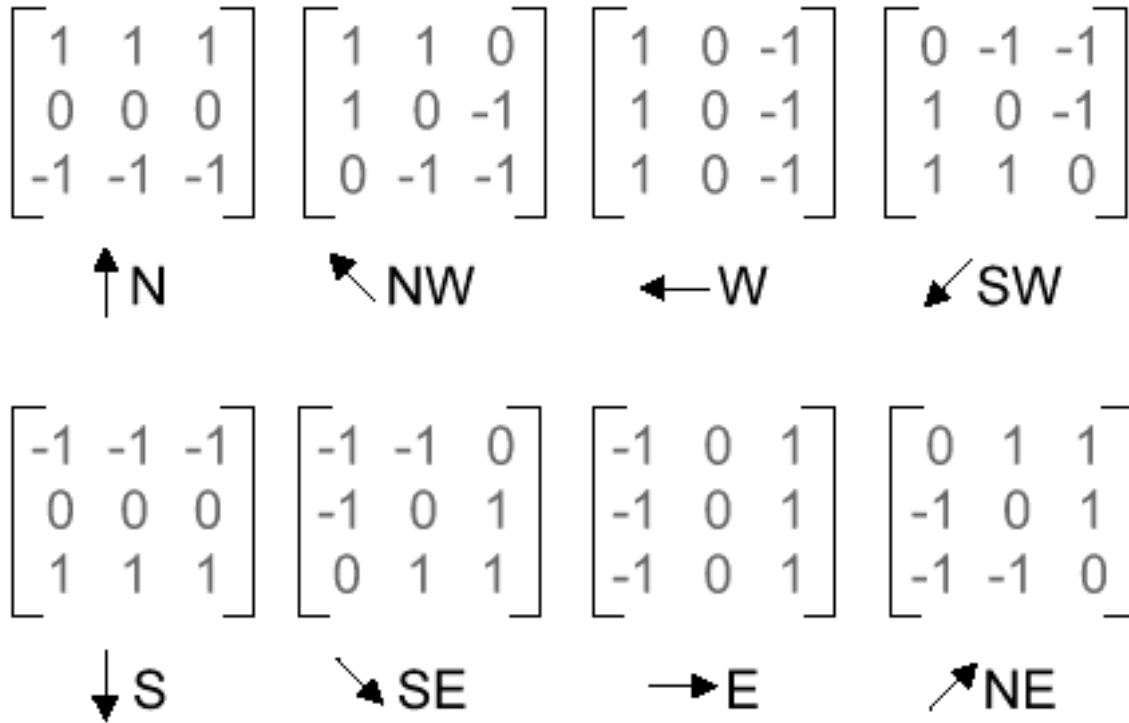 1 1 1 1 1 0 1 0 -1 0 -1 -1
0 0 0 1 0 -1 1 0 -1 1 0 -1
-1 -1 -1 0 -1 -1 1 0 -1 1 1 0
N NW W SW
-1 -1 -1 -1 -1 0 -1 0 1 0 1 1
0 0 0 -1 0 1 -1 0 1 -1 0 1
1 1 1 0 1 1 -1 0 1 -1 -1 0
S SE E NE